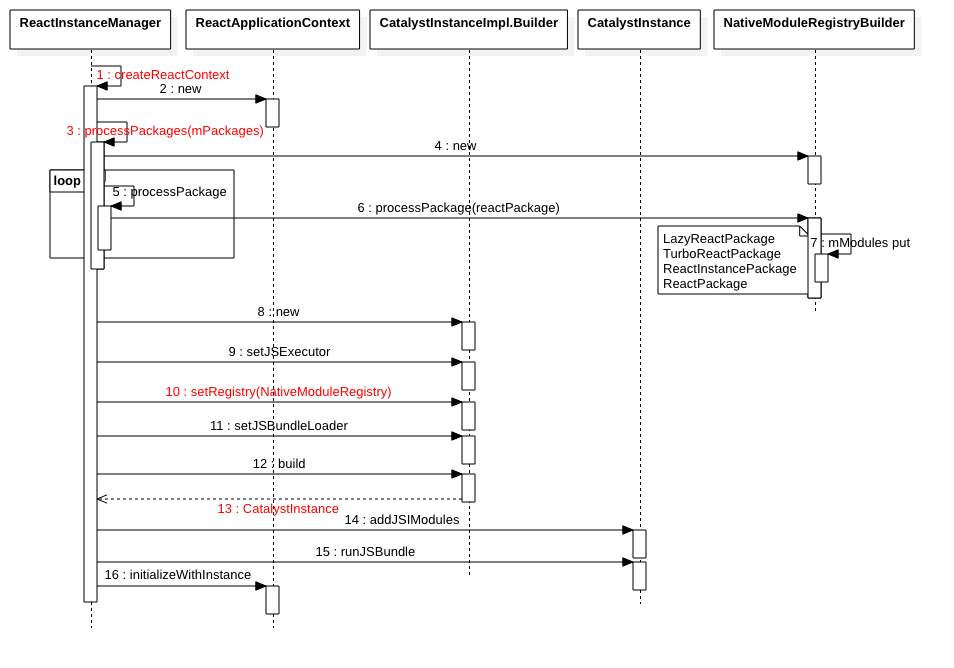 ReactInstanceManager
ReactApplicationContext
CatalystInstanceImpl.Builder
CatalystInstance
NativeModuleRegistryBuilder
1 : createReactContext
2 : new
3 : processPackages(mPackages)
4 : new
loop
5 : processPackage
6 : processPackage(reactPackage)
LazyReactPackage
TurboReactPackage
ReactInstancePackage
ReactPackage
7 : mModules put
8 : new
9 : setJSExecutor
10 : setRegistry(NativeModuleRegistry)
11 : setJSBundleLoader
12 : build
13 : CatalystInstance
14 : addJSIModules
15 : runJSBundle
16 : initializeWithInstance